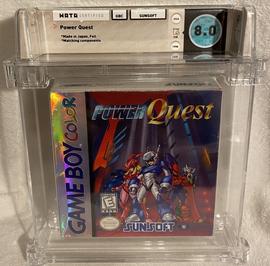 WATA CERTIFIED GBC SUNSOFT
Power Quest
*Made in Japan, Foil.
*Matching components
8.0
POWER Quest
GAME BOY COLOR
E
SUNSOFT